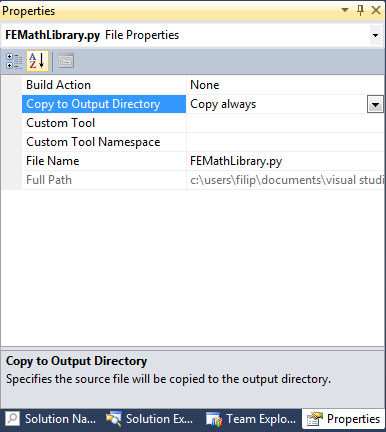 Properties
FEMathLibrary.py File Properties
Build Action None
Copy to Output Directory Copy always
Custom Tool
Custom Tool Namespace
File Name FEMathLibrary.py
Full Path c:\users\filip\documents\visual studi
Copy to Output Directory
Specifies the source file will be copied to the output directory.
Solution Na... Solution Ex... Team Explo... Properties